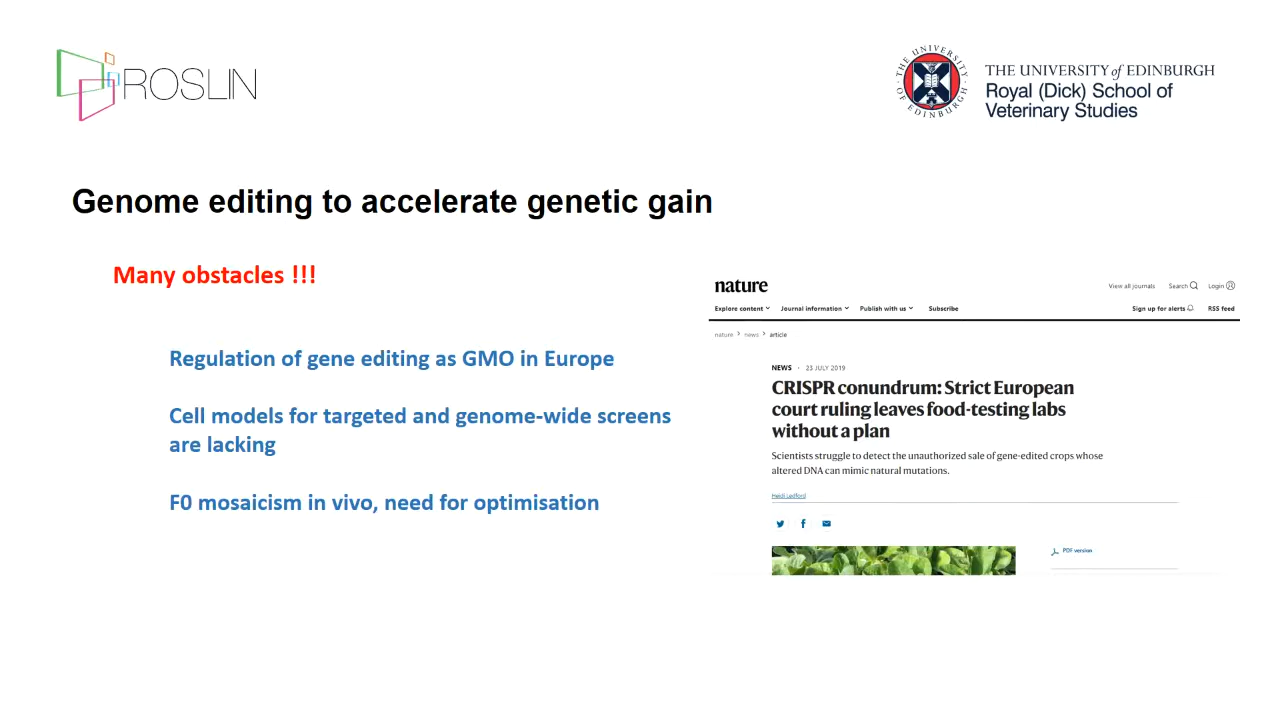 ROSLIN
THE UNIVERSITY OF EDINBURGH
THE UNIVERSITY of EDINBURGH
Royal (Dick) School of
Veterinary Studies
Genome editing to accelerate genetic gain
Many obstacles !!!
Regulation of gene editing as GMO in Europe
Cell models for targeted and genome-wide screens
are lacking
F0 mosaicism in vivo, need for optimisation
nature
View all journals Search Login
Explore content Journal information Publish with us Subscribe
Sign up for alerts RSS feed
nature > news > article
NEWS · 23 JULY 2019
CRISPR conundrum: Strict European
court ruling leaves food-testing labs
without a plan
Scientists struggle to detect the unauthorized sale of gene-edited crops whose
altered DNA can mimic natural mutations.
Heidi Ledford
PDF version